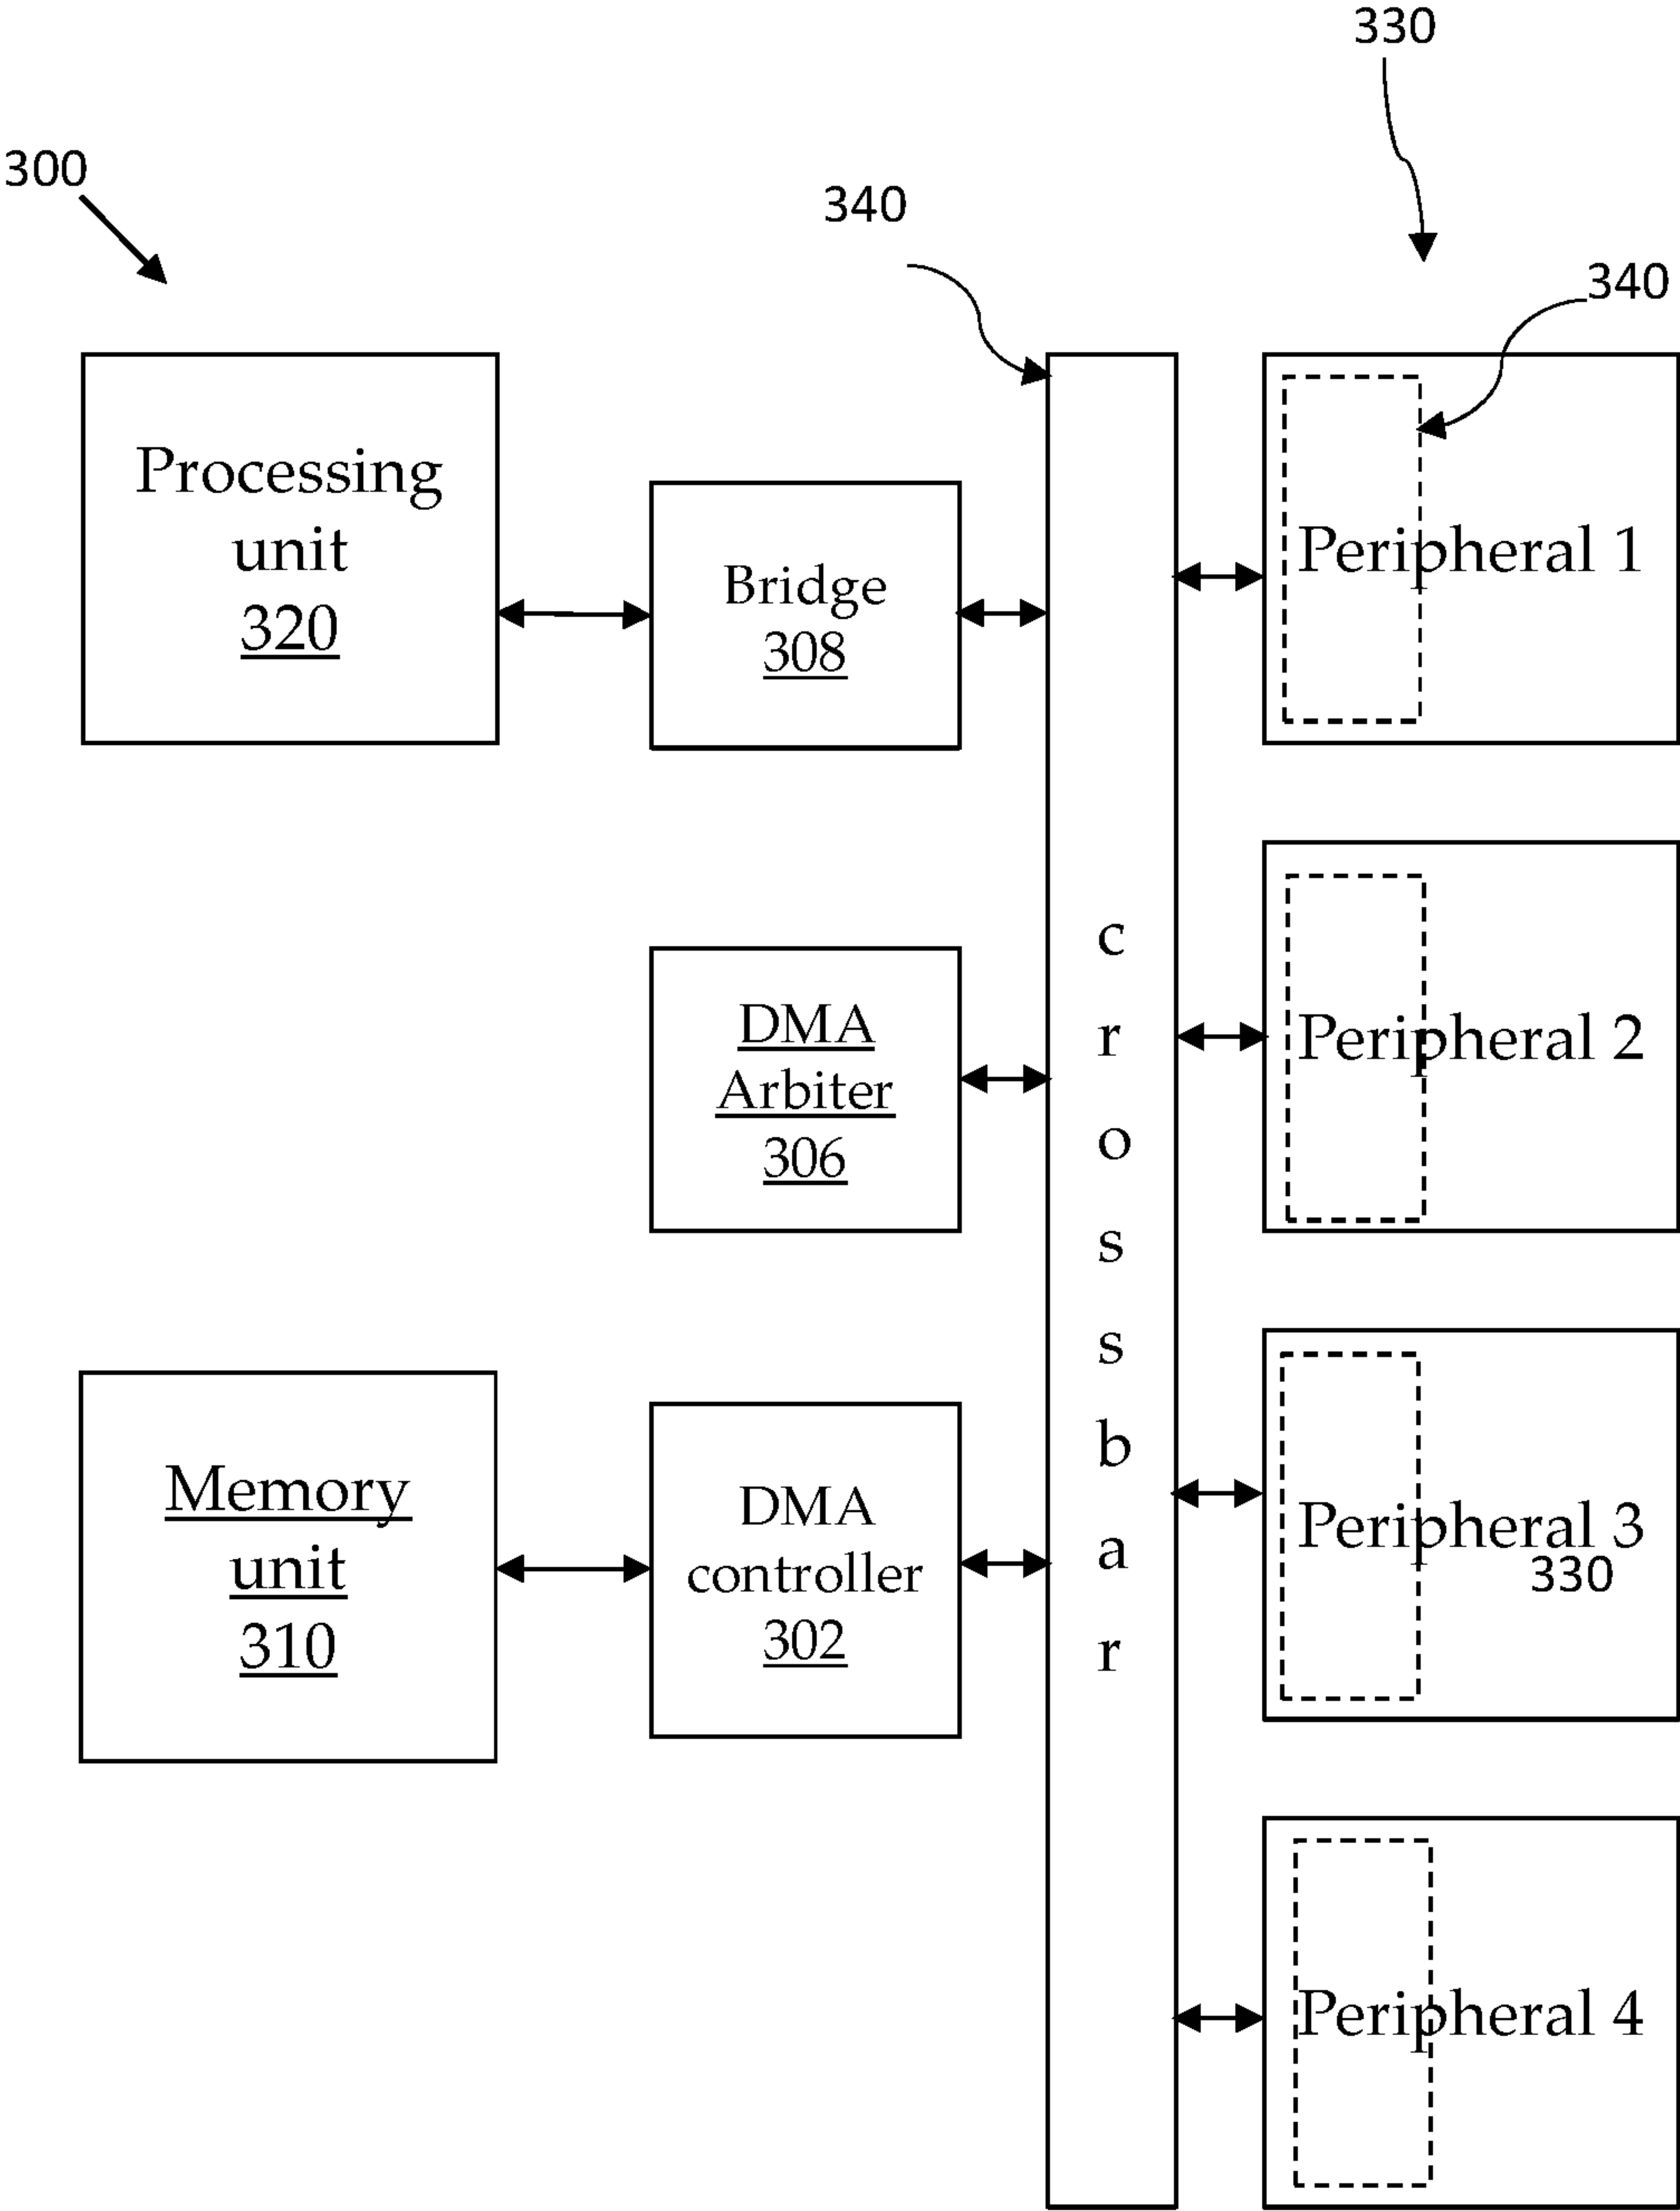 330
300
340
340
Processing
unit
320
Bridge
308
Peripheral 1
DMA
Arbiter
306
Peripheral 2
crossbar
Memory
unit
310
DMA
controller
302
Peripheral 3
330
Peripheral 4